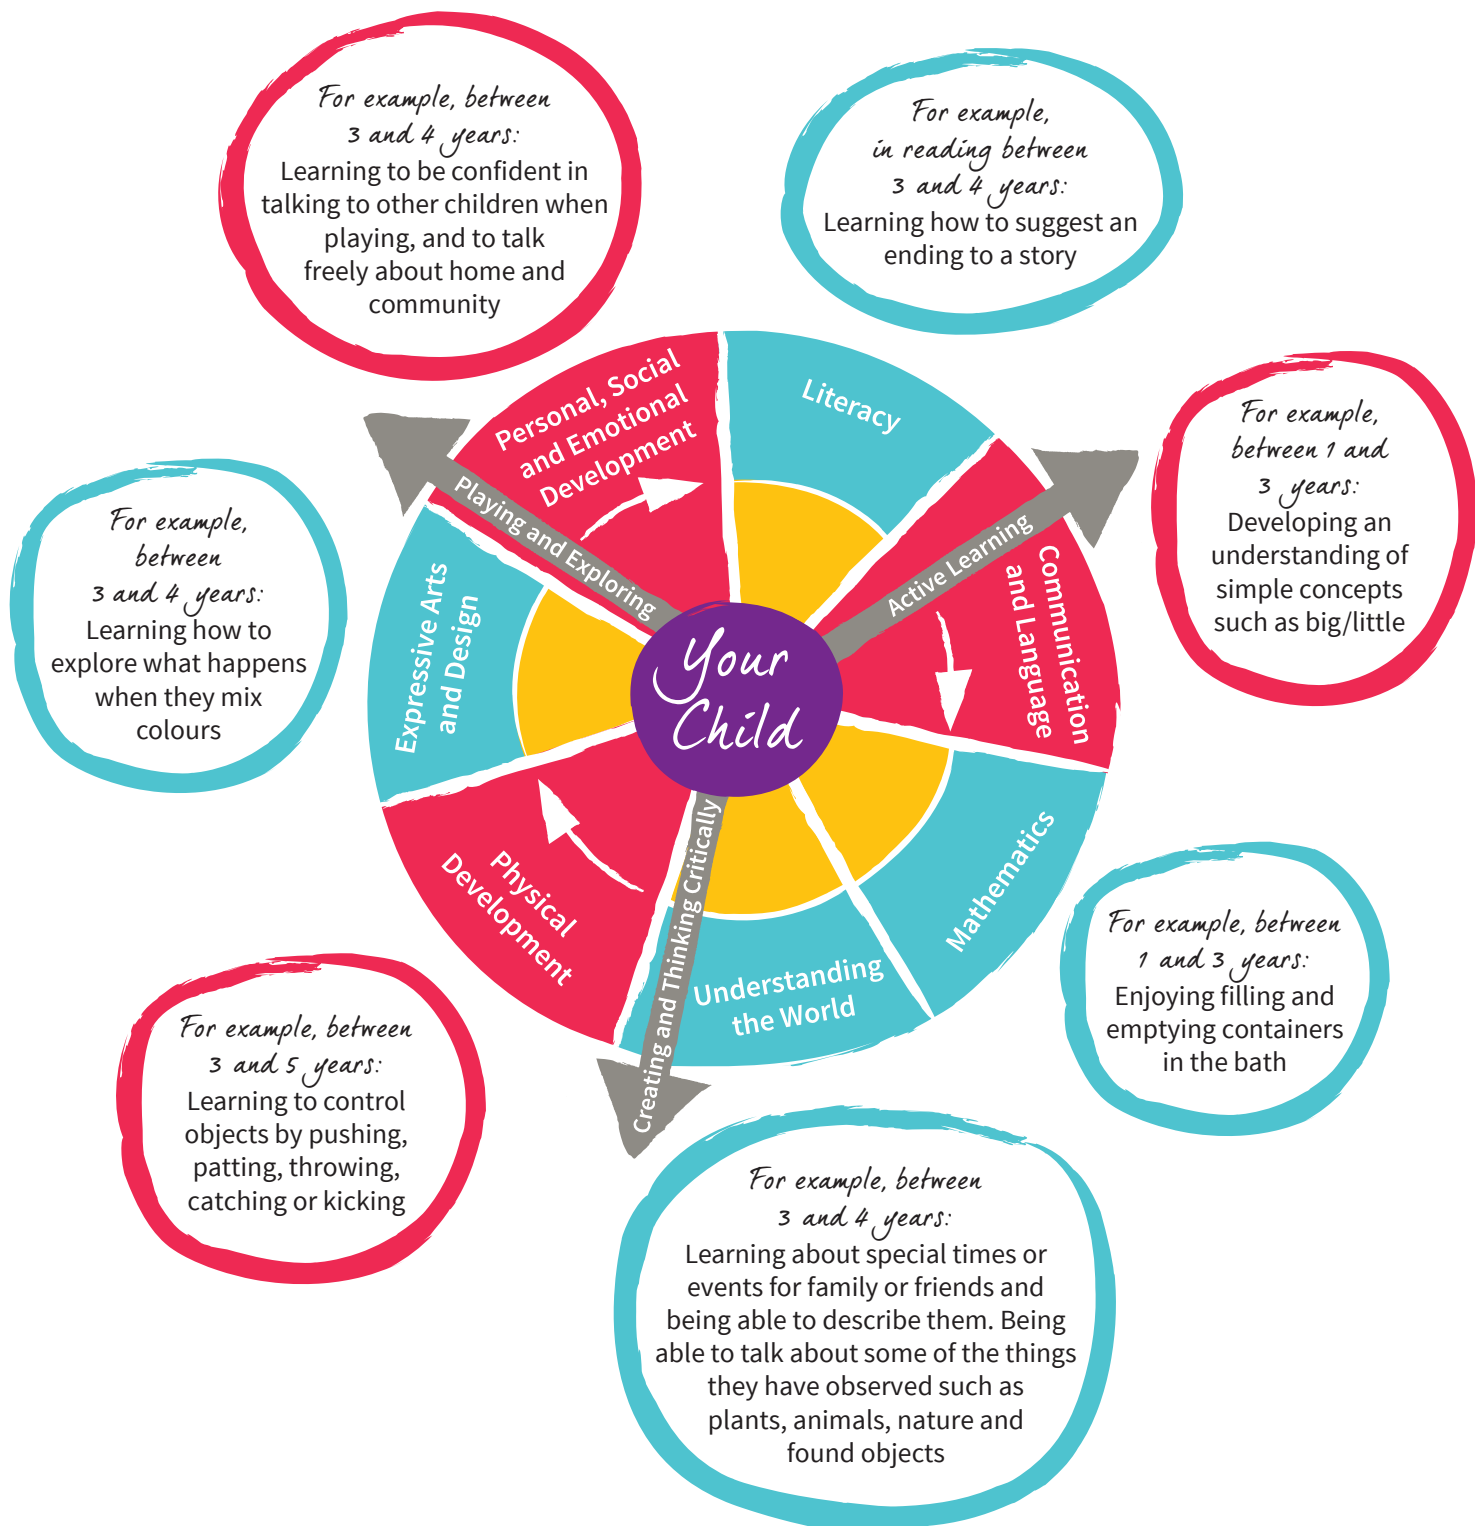 For example, between
3 and 4 years:
Learning to be confident in
talking to other children when
playing, and to talk
freely about home and
community
For example,
in reading between
3 and 4 years:
Learning how to suggest an
ending to a story
For example,
between 1 and
3 years:
Developing an
understanding of
simple concepts
such as big/little
For example, between
1 and 3 years:
Enjoying filling and
emptying containers
in the bath
For example, between
3 and 4 years:
Learning about special times or
events for family or friends and
being able to describe them. Being
able to talk about some of the things
they have observed such as
plants, animals, nature and
found objects
For example, between
3 and 5 years:
Learning to control
objects by pushing,
patting, throwing,
catching or kicking
For example,
between
3 and 4 years:
Learning how to
explore what happens
when they mix
colours
Personal, Social
and Emotional
Development
Literacy
Communication
and Language
Mathematics
Understanding
the World
Physical
Development
Expressive Arts
and Design
Playing and Exploring
Active Learning
Creating and Thinking Critically
Your
Child